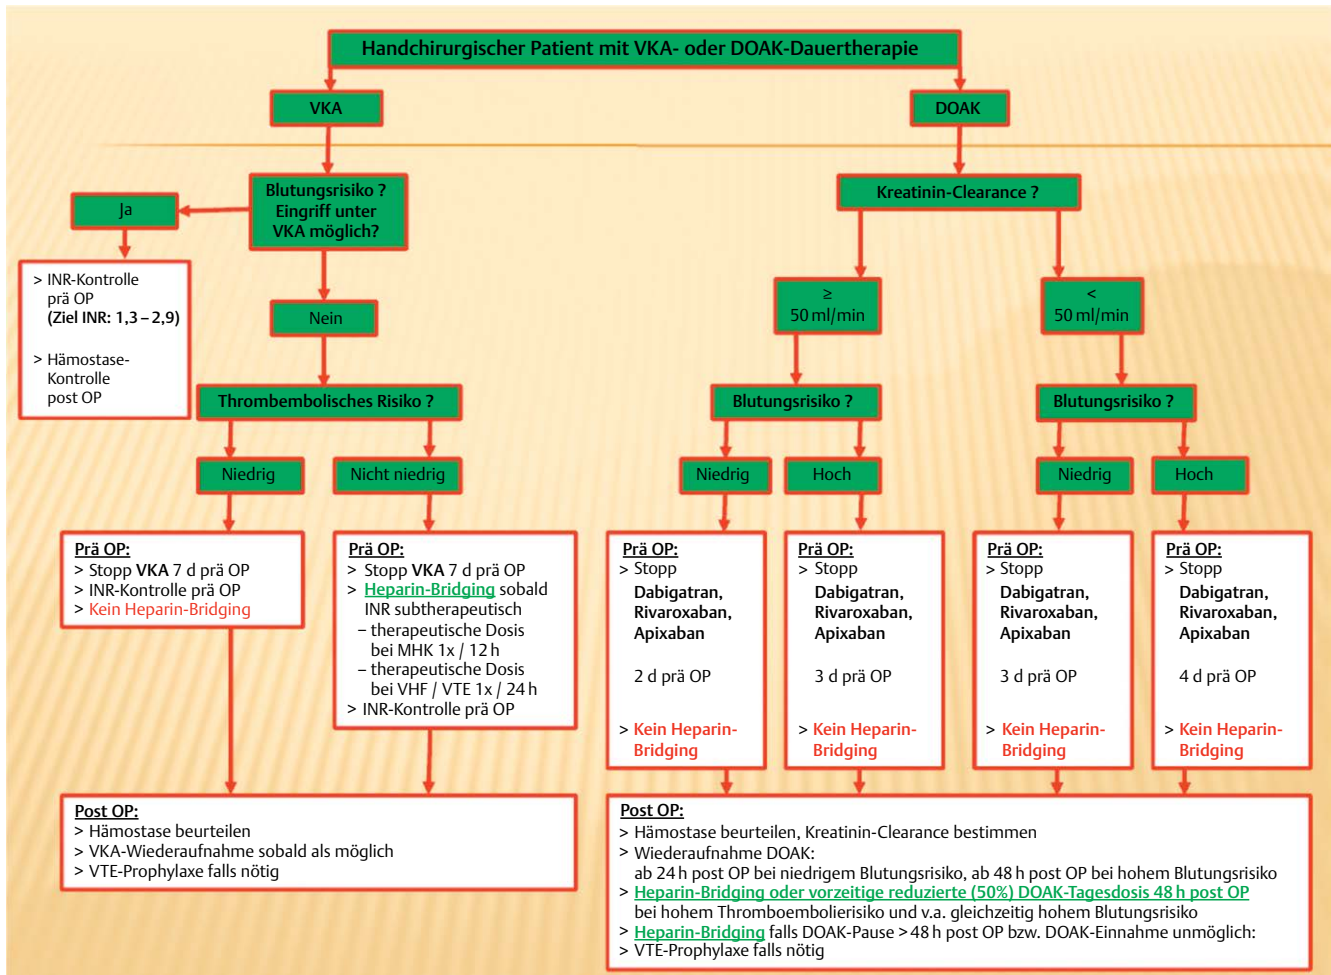 Handchirurgischer Patient mit VKA- oder DOAK-Dauertherapie
VKA
DOAK
Blutungsrisiko ?
Eingriff unter
VKA möglich?
Ja
> INR-Kontrolle
prä OP
(Ziel INR: 1,3 – 2,9)
> Hämostase-
Kontrolle
post OP
Nein
Thrombembolisches Risiko ?
Niedrig
Nicht niedrig
Prä OP:
> Stopp VKA 7 d prä OP
> INR-Kontrolle prä OP
> Kein Heparin-Bridging
Prä OP:
> Stopp VKA 7 d prä OP
> Heparin-Bridging sobald
INR subtherapeutisch
– therapeutische Dosis
bei MHK 1x / 12 h
– therapeutische Dosis
bei VHF / VTE 1x / 24 h
> INR-Kontrolle prä OP
Post OP:
> Hämostase beurteilen
> VKA-Wiederaufnahme sobald als möglich
> VTE-Prophylaxe falls nötig
Kreatinin-Clearance ?
≥
50 ml/min
<
50 ml/min
Blutungsrisiko ?
Blutungsrisiko ?
Niedrig
Hoch
Niedrig
Hoch
Prä OP:
> Stopp
Dabigatran,
Rivaroxaban,
Apixaban
2 d prä OP
> Kein Heparin-
Bridging
Prä OP:
> Stopp
Dabigatran,
Rivaroxaban,
Apixaban
3 d prä OP
> Kein Heparin-
Bridging
Prä OP:
> Stopp
Dabigatran,
Rivaroxaban,
Apixaban
3 d prä OP
> Kein Heparin-
Bridging
Prä OP:
> Stopp
Dabigatran,
Rivaroxaban,
Apixaban
4 d prä OP
> Kein Heparin-
Bridging
Post OP:
> Hämostase beurteilen, Kreatinin-Clearance bestimmen
> Wiederaufnahme DOAK:
ab 24 h post OP bei niedrigem Blutungsrisiko, ab 48 h post OP bei hohem Blutungsrisiko
> Heparin-Bridging oder vorzeitige reduzierte (50%) DOAK-Tagesdosis 48 h post OP
bei hohem Thromboembolierisiko und v.a. gleichzeitig hohem Blutungsrisiko
> Heparin-Bridging falls DOAK-Pause > 48 h post OP bzw. DOAK-Einnahme unmöglich:
> VTE-Prophylaxe falls nötig